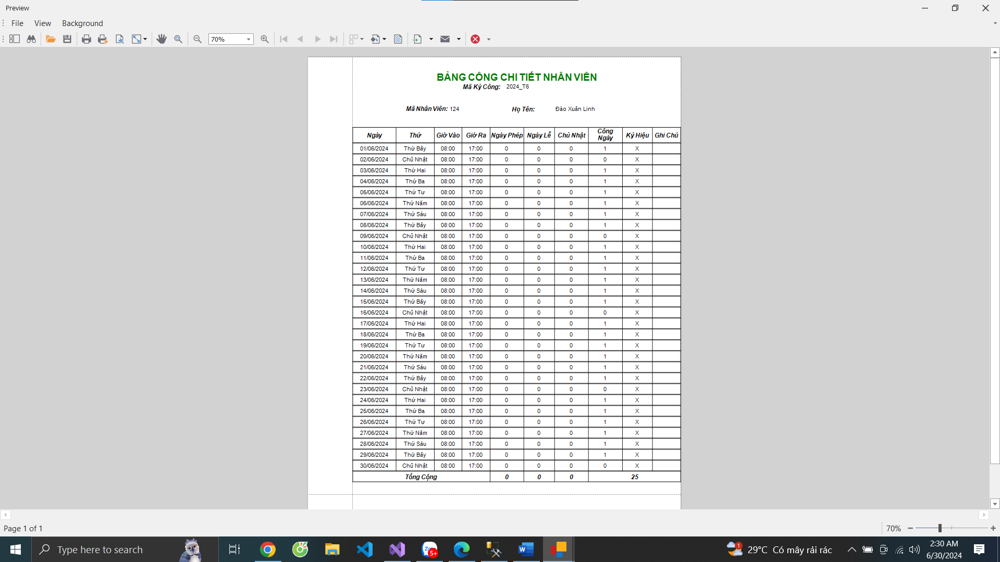 Preview
File View Background
70%
BẢNG CÔNG CHI TIẾT NHÂN VIÊN
Mã Kỳ Công: 2024_T6
Mã Nhân Viên: 124 Họ Tên: Đào Xuân Linh
Ngày Thứ Giờ Vào Giờ Ra Ngày Phép Ngày Lễ Chủ Nhật Công Ngày Ký Hiệu Ghi Chú
01/06/2024 Thứ Bảy 08:00 17:00 0 0 0 1 X
02/06/2024 Chủ Nhật 08:00 17:00 0 0 0 0 X
03/06/2024 Thứ Hai 08:00 17:00 0 0 0 1 X
04/06/2024 Thứ Ba 08:00 17:00 0 0 0 1 X
05/06/2024 Thứ Tư 08:00 17:00 0 0 0 1 X
06/06/2024 Thứ Năm 08:00 17:00 0 0 0 1 X
07/06/2024 Thứ Sáu 08:00 17:00 0 0 0 1 X
08/06/2024 Thứ Bảy 08:00 17:00 0 0 0 1 X
09/06/2024 Chủ Nhật 08:00 17:00 0 0 0 0 X
10/06/2024 Thứ Hai 08:00 17:00 0 0 0 1 X
11/06/2024 Thứ Ba 08:00 17:00 0 0 0 1 X
12/06/2024 Thứ Tư 08:00 17:00 0 0 0 1 X
13/06/2024 Thứ Năm 08:00 17:00 0 0 0 1 X
14/06/2024 Thứ Sáu 08:00 17:00 0 0 0 1 X
15/06/2024 Thứ Bảy 08:00 17:00 0 0 0 1 X
16/06/2024 Chủ Nhật 08:00 17:00 0 0 0 0 X
17/06/2024 Thứ Hai 08:00 17:00 0 0 0 1 X
18/06/2024 Thứ Ba 08:00 17:00 0 0 0 1 X
19/06/2024 Thứ Tư 08:00 17:00 0 0 0 1 X
20/06/2024 Thứ Năm 08:00 17:00 0 0 0 1 X
21/06/2024 Thứ Sáu 08:00 17:00 0 0 0 1 X
22/06/2024 Thứ Bảy 08:00 17:00 0 0 0 1 X
23/06/2024 Chủ Nhật 08:00 17:00 0 0 0 0 X
24/06/2024 Thứ Hai 08:00 17:00 0 0 0 1 X
25/06/2024 Thứ Ba 08:00 17:00 0 0 0 1 X
26/06/2024 Thứ Tư 08:00 17:00 0 0 0 1 X
27/06/2024 Thứ Năm 08:00 17:00 0 0 0 1 X
28/06/2024 Thứ Sáu 08:00 17:00 0 0 0 1 X
29/06/2024 Thứ Bảy 08:00 17:00 0 0 0 1 X
30/06/2024 Chủ Nhật 08:00 17:00 0 0 0 0 X
Tổng Cộng 0 0 0 25
Page 1 of 1 70%
Type here to search Zalo 5+ 1 29°C Có mây rải rác 2:30 AM
6/30/2024